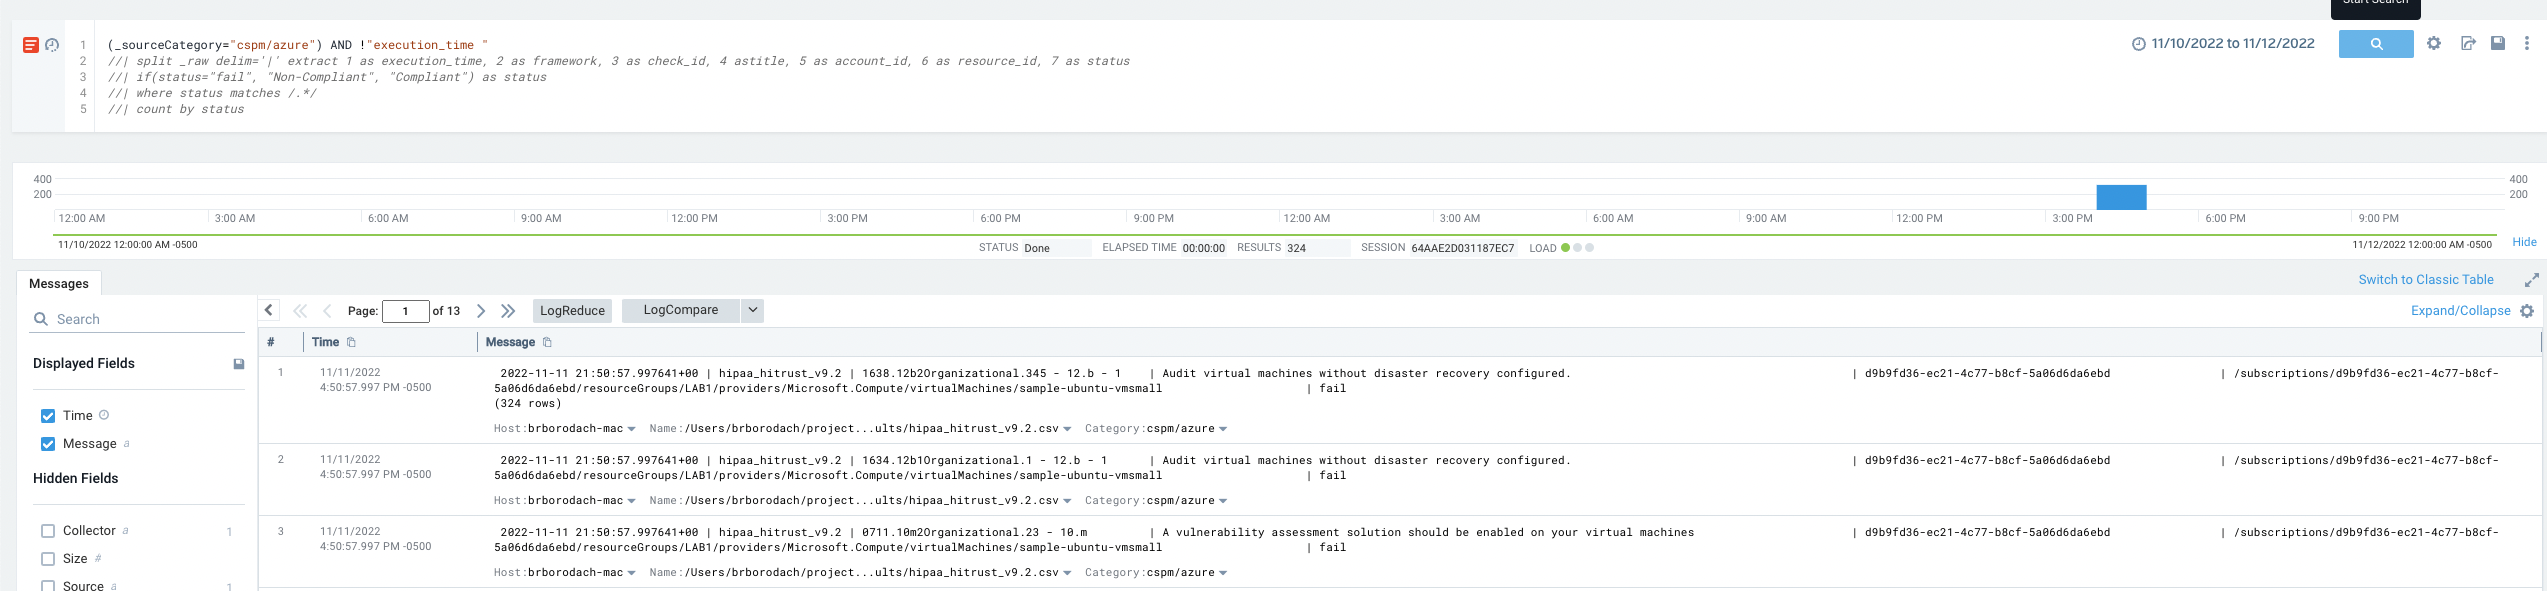 Start Search
1 (_sourceCategory="cspm/azure") AND !"execution_time "
2 //| split _raw delim='|' extract 1 as execution_time, 2 as framework, 3 as check_id, 4 astitle, 5 as account_id, 6 as resource_id, 7 as status
3 //| if(status="fail", "Non-Compliant", "Compliant") as status
4 //| where status matches /.*/
5 //| count by status
11/10/2022 to 11/12/2022
400 400
200 200
12:00 AM 3:00 AM 6:00 AM 9:00 AM 12:00 PM 3:00 PM 6:00 PM 9:00 PM 12:00 AM 3:00 AM 6:00 AM 9:00 AM 12:00 PM 3:00 PM 6:00 PM 9:00 PM
11/10/2022 12:00:00 AM -0500 STATUS Done ELAPSED TIME 00:00:00 RESULTS 324 SESSION 64AAE2D031187EC7 LOAD 11/12/2022 12:00:00 AM -0500 Hide
Messages Switch to Classic Table
Search
Page: 1 of 13 LogReduce LogCompare Expand/Collapse
Displayed Fields
Time
Message a
Hidden Fields
Collector a 1
Size #
Source a 1
# Time Message
1 11/11/2022 2022-11-11 21:50:57.997641+00 | hipaa_hitrust_v9.2 | 1638.12b2Organizational.345 - 12.b - 1 | Audit virtual machines without disaster recovery configured. | d9b9fd36-ec21-4c77-b8cf-5a06d6da6ebd | /subscriptions/d9b9fd36-ec21-4c77-b8cf-
4:50:57.997 PM -0500 5a06d6da6ebd/resourceGroups/LAB1/providers/Microsoft.Compute/virtualMachines/sample-ubuntu-vmsmall | fail
(324 rows)
Host:brborodach-mac Name:/Users/brborodach/project...ults/hipaa_hitrust_v9.2.csv Category:cspm/azure
2 11/11/2022 2022-11-11 21:50:57.997641+00 | hipaa_hitrust_v9.2 | 1634.12b1Organizational.1 - 12.b - 1 | Audit virtual machines without disaster recovery configured. | d9b9fd36-ec21-4c77-b8cf-5a06d6da6ebd | /subscriptions/d9b9fd36-ec21-4c77-b8cf-
4:50:57.997 PM -0500 5a06d6da6ebd/resourceGroups/LAB1/providers/Microsoft.Compute/virtualMachines/sample-ubuntu-vmsmall | fail
Host:brborodach-mac Name:/Users/brborodach/project...ults/hipaa_hitrust_v9.2.csv Category:cspm/azure
3 11/11/2022 2022-11-11 21:50:57.997641+00 | hipaa_hitrust_v9.2 | 0711.10m2Organizational.23 - 10.m | A vulnerability assessment solution should be enabled on your virtual machines | d9b9fd36-ec21-4c77-b8cf-5a06d6da6ebd | /subscriptions/d9b9fd36-ec21-4c77-b8cf-
4:50:57.997 PM -0500 5a06d6da6ebd/resourceGroups/LAB1/providers/Microsoft.Compute/virtualMachines/sample-ubuntu-vmsmall | fail
Host:brborodach-mac Name:/Users/brborodach/project...ults/hipaa_hitrust_v9.2.csv Category:cspm/azure